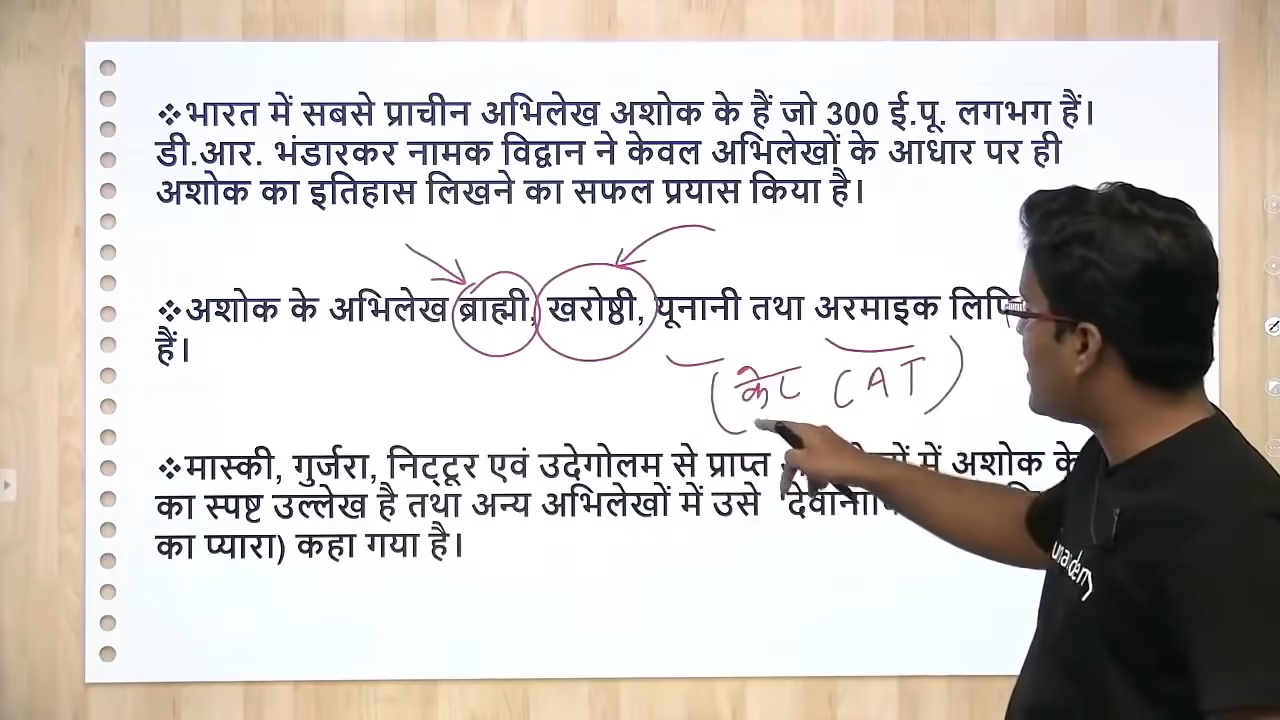 ❖भारत में सबसे प्राचीन अभिलेख अशोक के हैं जो 300 ई.पू. लगभग हैं।
डी.आर. भंडारकर नामक विद्वान ने केवल अभिलेखों के आधार पर ही
अशोक का इतिहास लिखने का सफल प्रयास किया है।
❖अशोक के अभिलेख ब्राह्मी, खरोष्ठी, यूनानी तथा अरमाइक
हैं।
(केट CAT)
❖मास्की, गुर्जरा, निट्टूर एवं उदेगोलम से प्राप्त में अशोक के
का स्पष्ट उल्लेख है तथा अन्य अभिलेखों में उसे
का प्यारा) कहा गया है।
unacademy